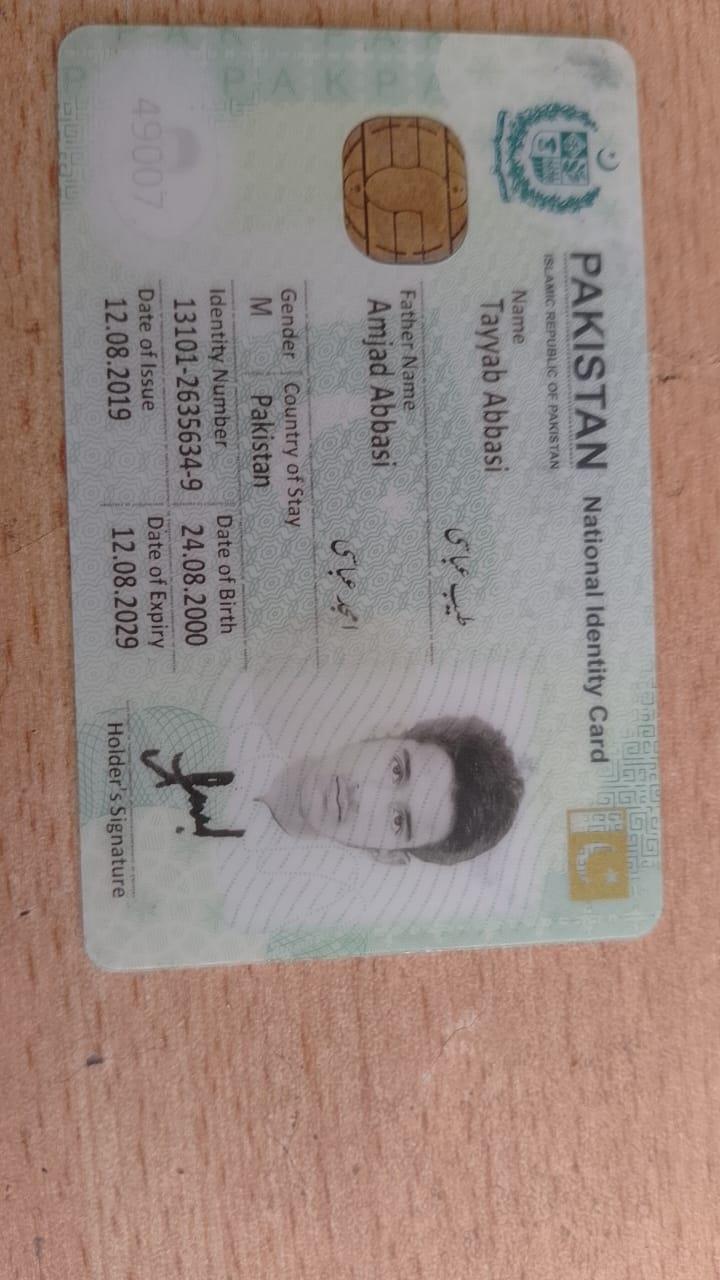 PAK PAKPA
PAKISTAN National Identity Card
ISLAMIC REPUBLIC OF PAKISTAN
Name
Tayyab Abbasi
طیب عباسی
Father Name
Amjad Abbasi
امجد عباسی
Gender Country of Stay
M Pakistan
Identity Number Date of Birth
13101-2635634-9 24.08.2000
Date of Issue Date of Expiry
12.08.2019 12.08.2029
Holder's Signature
49007